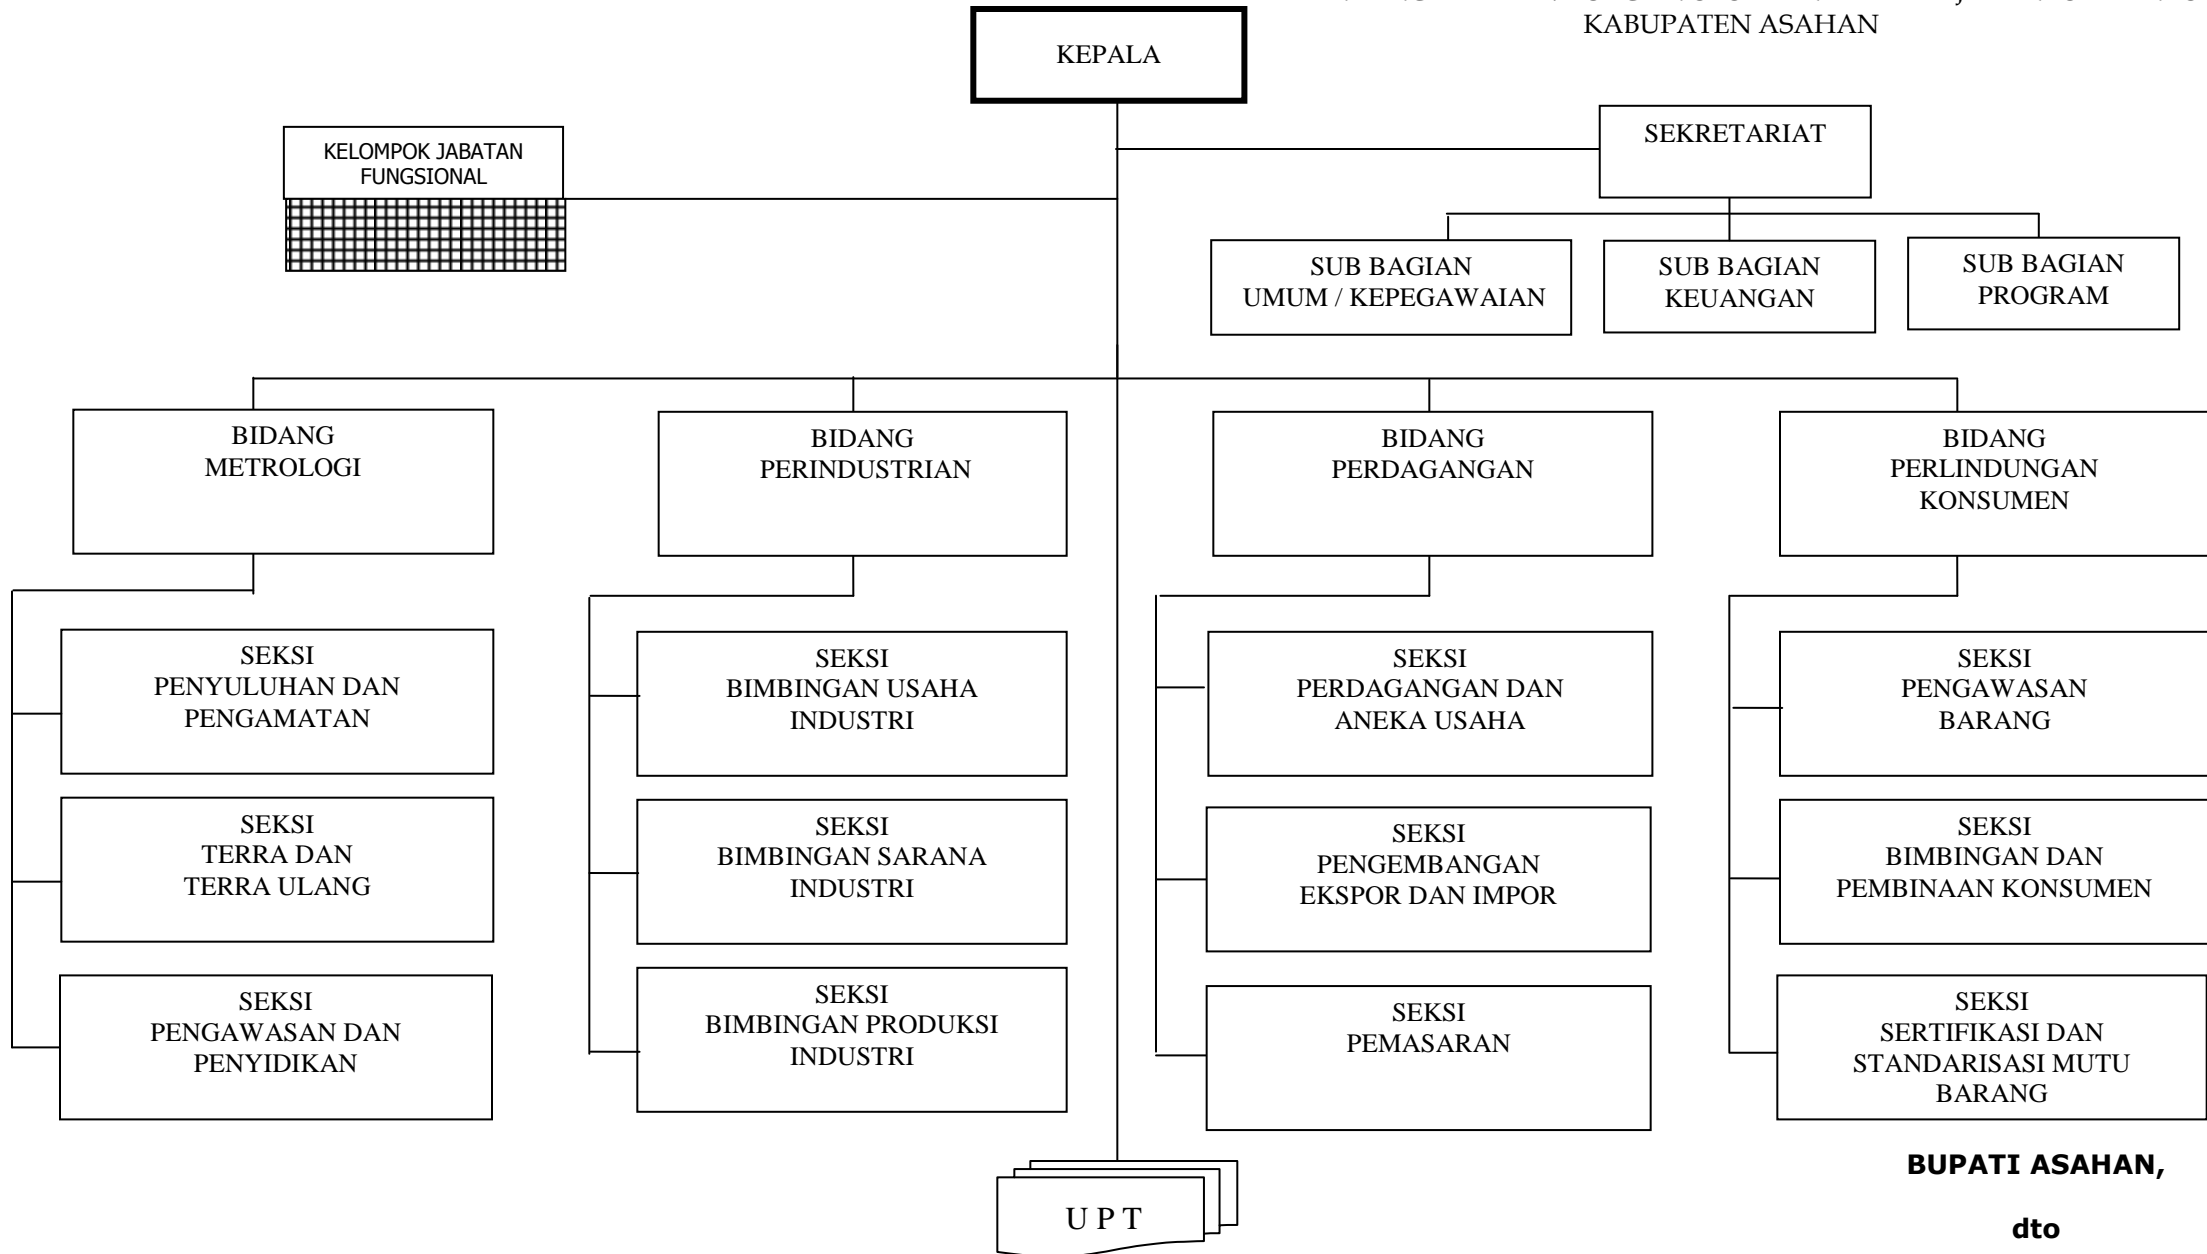 KABUPATEN ASAHAN
KEPALA
SEKRETARIAT
KELOMPOK JABATAN
FUNGSIONAL
SUB BAGIAN
UMUM / KEPEGAWAIAN
SUB BAGIAN
KEUANGAN
SUB BAGIAN
PROGRAM
BIDANG
METROLOGI
BIDANG
PERINDUSTRIAN
BIDANG
PERDAGANGAN
BIDANG
PERLINDUNGAN
KONSUMEN
SEKSI
PENYULUHAN DAN
PENGAMATAN
SEKSI
BIMBINGAN USAHA
INDUSTRI
SEKSI
PERDAGANGAN DAN
ANEKA USAHA
SEKSI
PENGAWASAN
BARANG
SEKSI
TERRA DAN
TERRA ULANG
SEKSI
BIMBINGAN SARANA
INDUSTRI
SEKSI
PENGEMBANGAN
EKSPOR DAN IMPOR
SEKSI
BIMBINGAN DAN
PEMBINAAN KONSUMEN
SEKSI
PENGAWASAN DAN
PENYIDIKAN
SEKSI
BIMBINGAN PRODUKSI
INDUSTRI
SEKSI
PEMASARAN
SEKSI
SERTIFIKASI DAN
STANDARISASI MUTU
BARANG
U P T
BUPATI ASAHAN,
dto